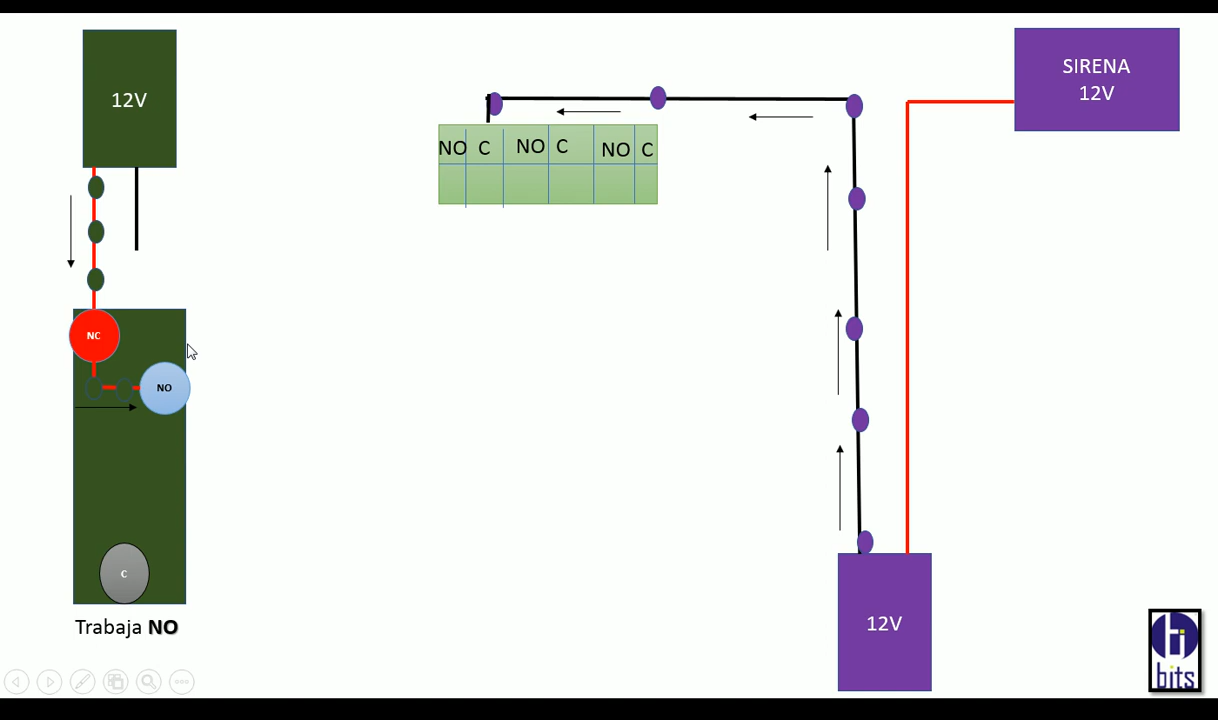 12V
SIRENA
12V
NO C NO C NO C
NC
NO
C
Trabaja NO
12V
bits